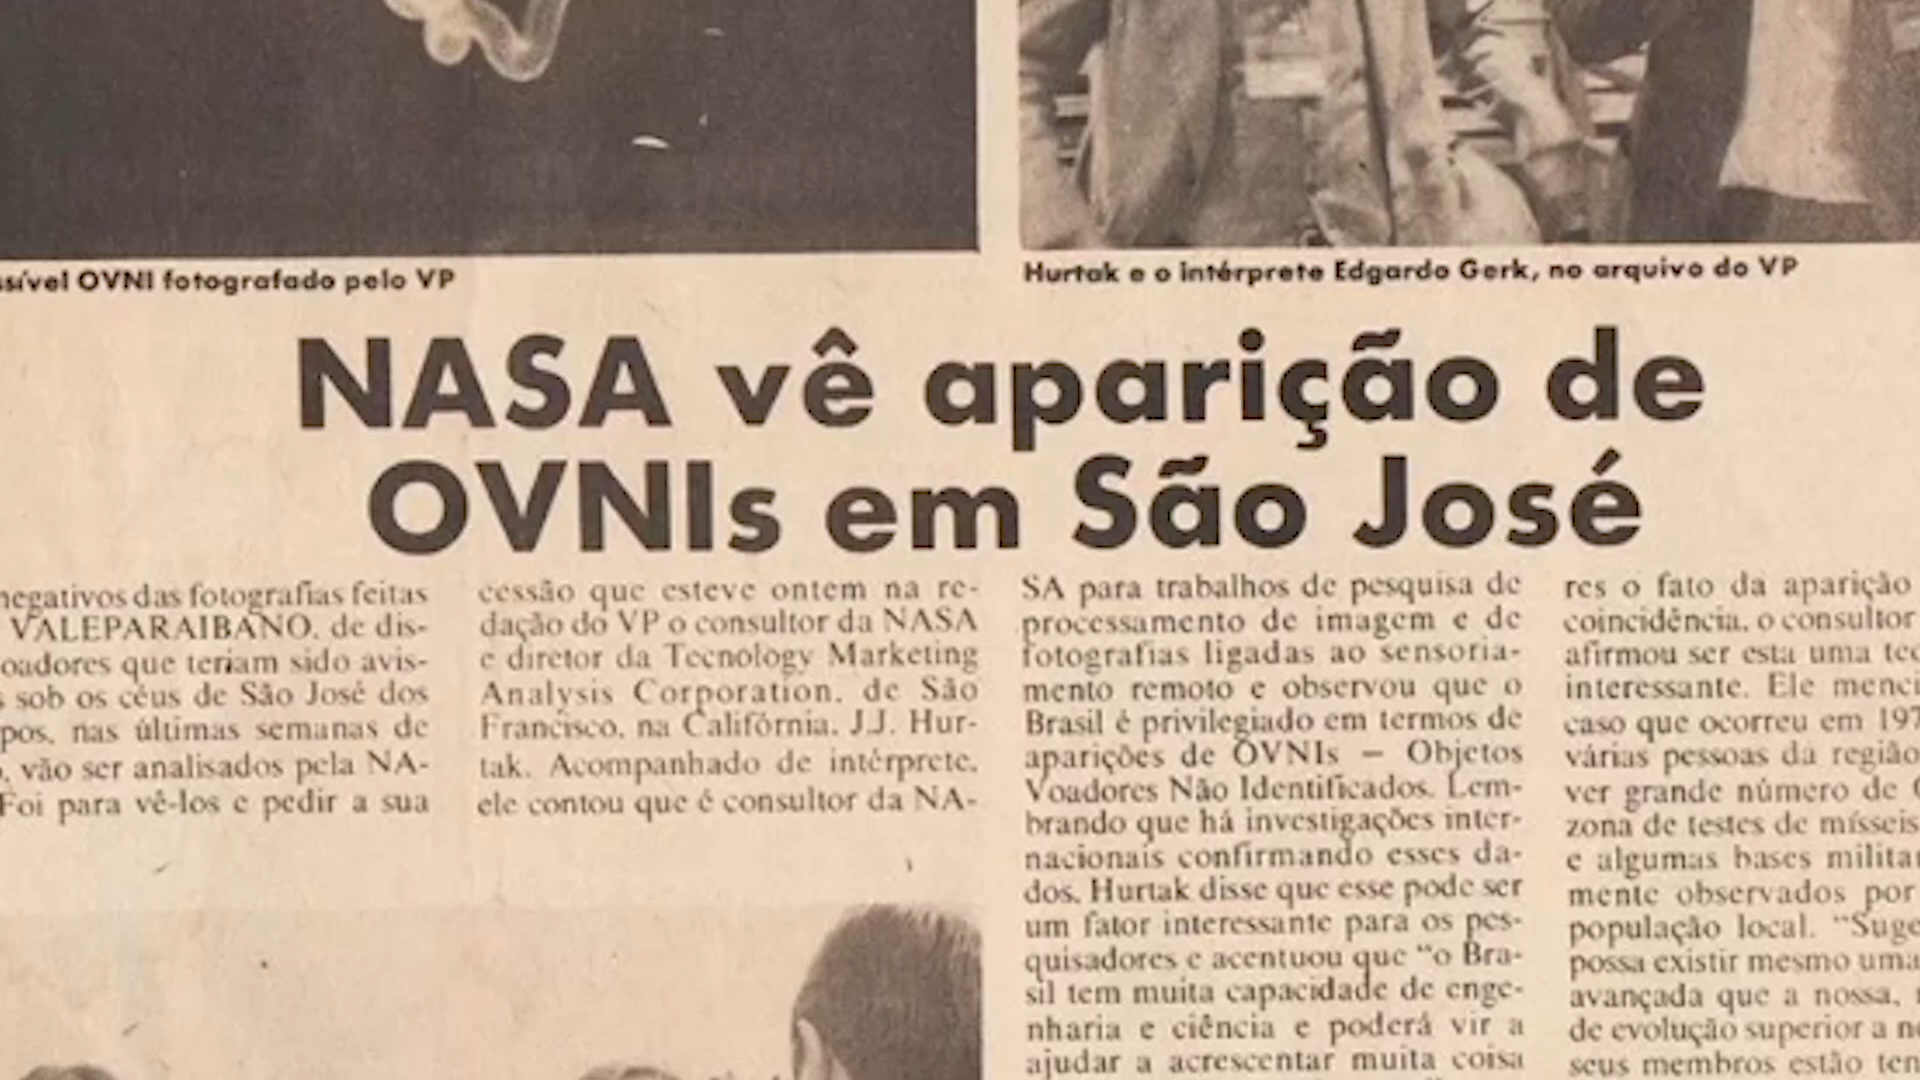 ssível OVNI fotografado pelo VP
Hurtak e o intérprete Edgardo Gerk, no arquivo do VP
NASA vê aparição de
OVNIs em São José
negativos das fotografias feitas
VALEPARAIBANO, de dis-
oadores que teriam sido avis-
s sob os céus de São José dos
pos, nas últimas semanas de
o, vão ser analisados pela NA-
Foi para vê-los e pedir a sua
cessão que esteve ontem na re-
dação do VP o consultor da NASA
e diretor da Tecnology Marketing
Analysis Corporation, de São
Francisco, na Califórnia, J.J. Hur-
tak. Acompanhado de intérprete,
ele contou que é consultor da NA-
SA para trabalhos de pesquisa de
processamento de imagem e de
fotografias ligadas ao sensoria-
mento remoto e observou que o
Brasil é privilegiado em termos de
aparições de OVNIs — Objetos
Voadores Não Identificados. Lem-
brando que há investigações inter-
nacionais confirmando esses da-
dos, Hurtak disse que esse pode ser
um fator interessante para os pes-
quisadores e acentuou que "o Bra-
sil tem muita capacidade de enge-
nharia e ciência e poderá vir a
ajudar a acrescentar muita coisa
res o fato da aparição
coincidência, o consultor
afirmou ser esta uma teo
interessante. Ele menci
caso que ocorreu em 197
várias pessoas da região
ver grande número de
zona de testes de mísseis
e algumas bases milita
mente observados por
população local. "Suge
possa existir mesmo uma
avançada que a nossa,
de evolução superior a no
seus membros estão ten